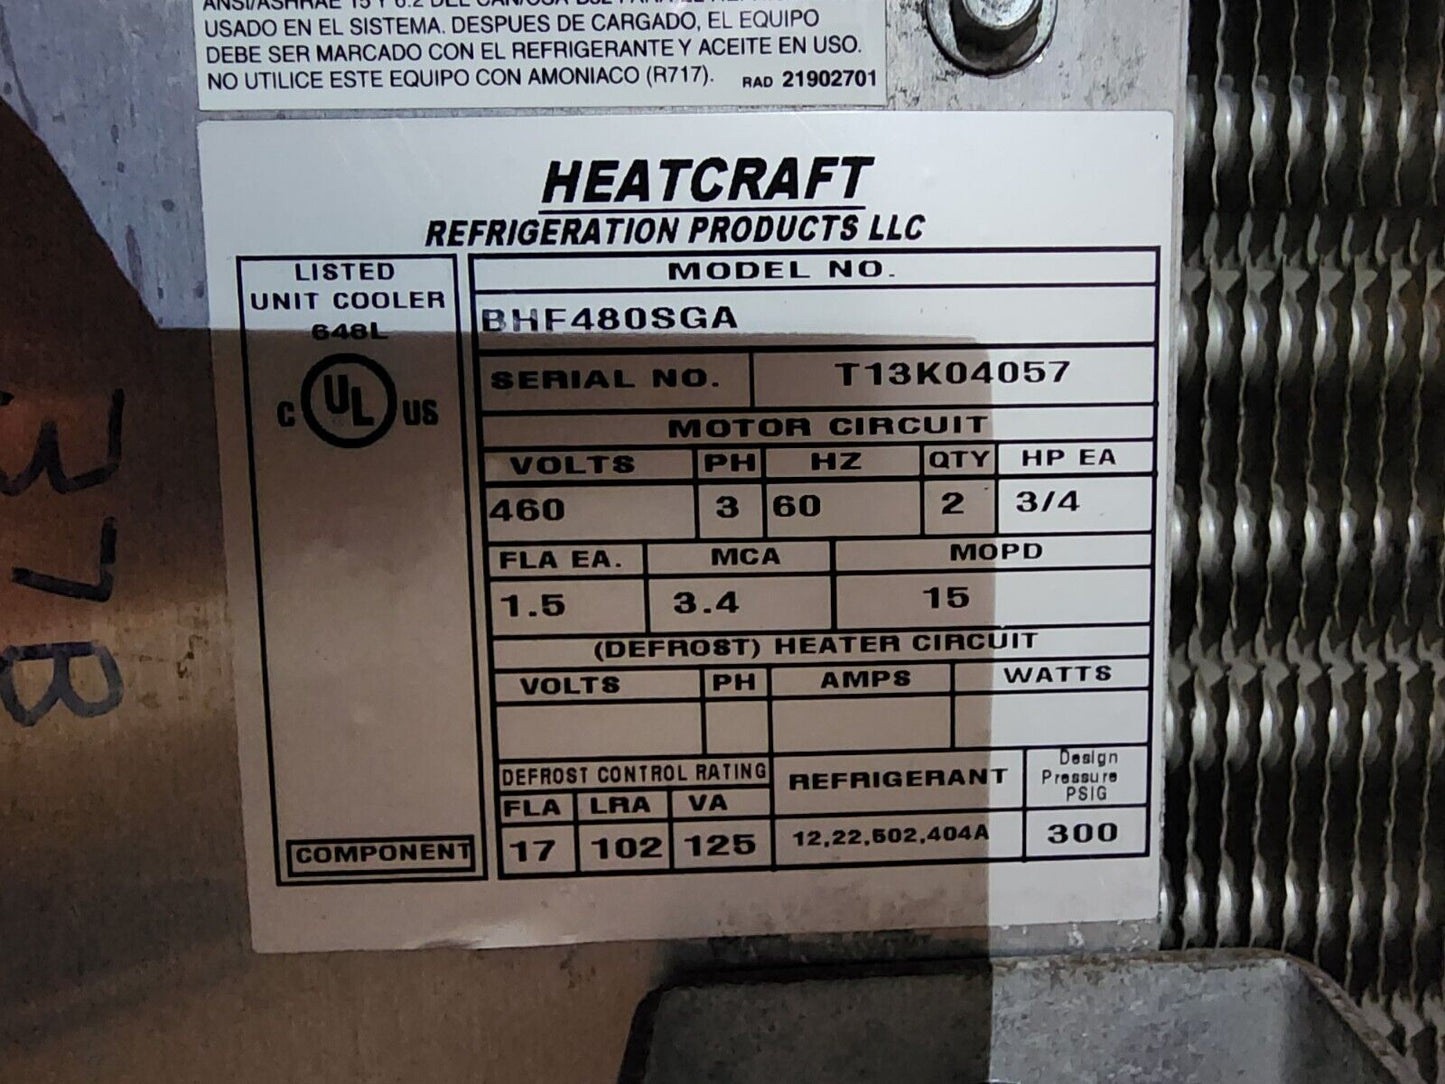 ANSI/ASHRAE 15 Y
USADO EN EL SISTEMA. DESPUES DE CARGADO, EL EQUIPO
DEBE SER MARCADO CON EL REFRIGERANTE Y ACEITE EN USO.
NO UTILICE ESTE EQUIPO CON AMONIACO (R717). RAD 21902701
HEATCRAFT
REFRIGERATION PRODUCTS LLC
LISTED
UNIT COOLER
648L
C UL US
COMPONENT
MODEL NO.
BHF480SGA
SERIAL NO. T13K04057
MOTOR CIRCUIT
VOLTS PH HZ QTY HP EA
460 3 60 2 3/4
FLA EA. MCA MOPD
1.5 3.4 15
(DEFROST) HEATER CIRCUIT
VOLTS PH AMPS WATTS
DEFROST CONTROL RATING REFRIGERANT Design Pressure PSIG
FLA LRA VA
17 102 125 12,22,502,404A 300
37B